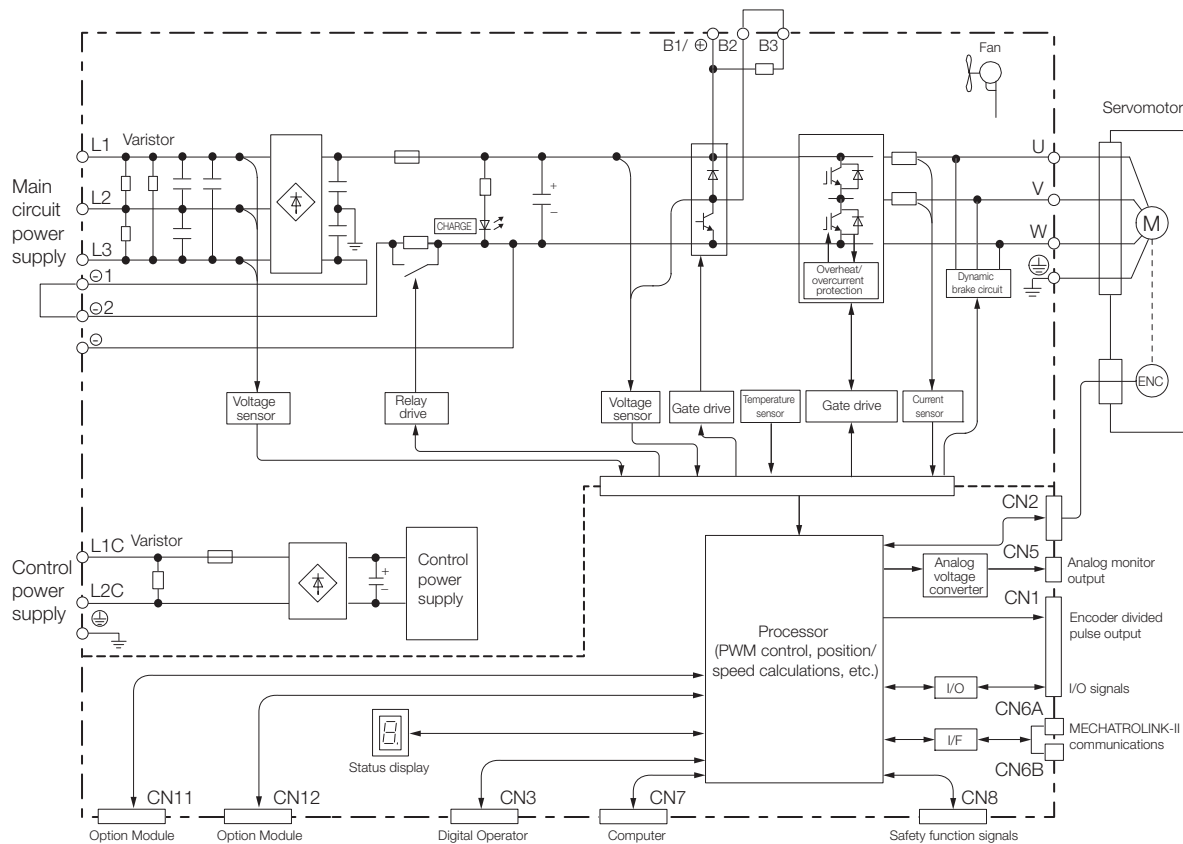 B1/ ⊕ B2 B3
Fan
Servomotor
L1 Varistor
U
Main
circuit
power
supply
L2
V
CHARGE
+
–
W
M
L3
⊖1
⊖2
⊖
Overheat/
overcurrent
protection
Dynamic
brake circuit
ENC
Voltage
sensor
Relay
drive
Voltage
sensor
Gate drive
Temperature
sensor
Gate drive
Current
sensor
CN2
L1C Varistor
Control
power
supply
L2C
+
–
Control
power
supply
CN5
Analog
voltage
converter
Analog monitor
output
CN1
Processor
(PWM control, position/
speed calculations, etc.)
Encoder divided
pulse output
I/O
I/O signals
CN6A
I/F
MECHATROLINK-II
communications
CN6B
8.
Status display
CN11
CN12
CN3
CN7
CN8
Option Module
Option Module
Digital Operator
Computer
Safety function signals